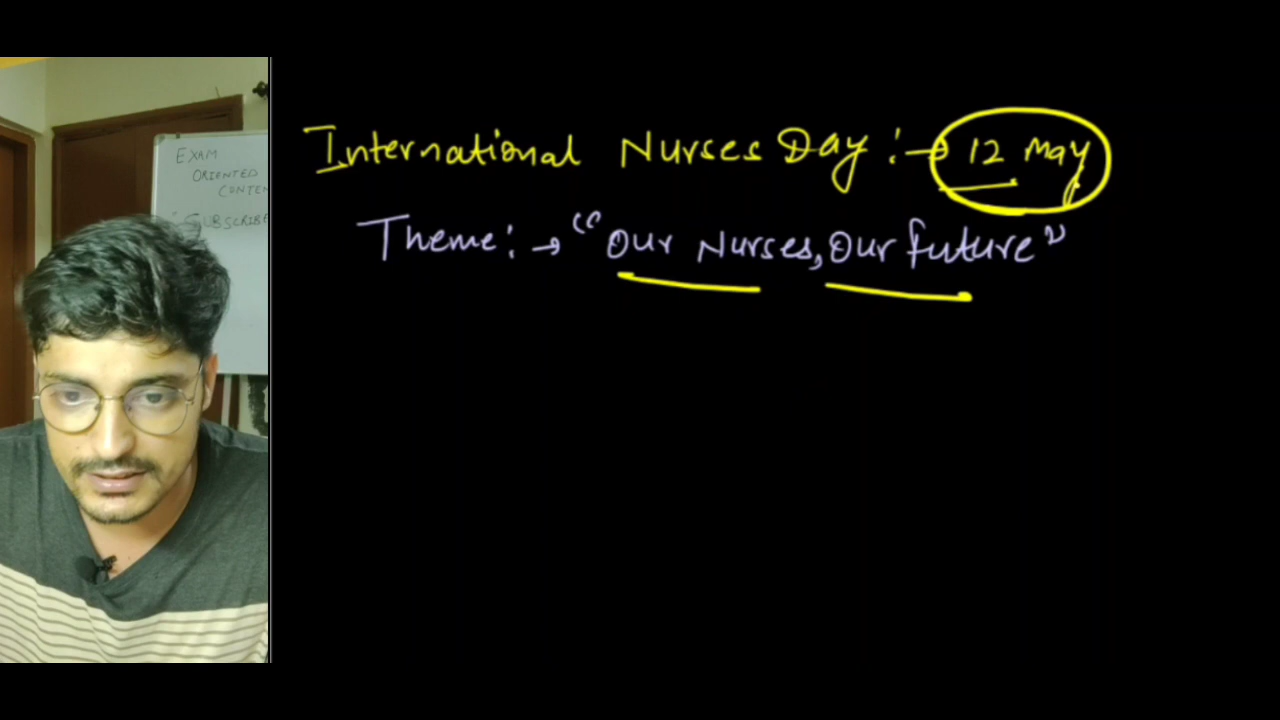 International Nurses Day :→ 12 May
Theme :→ "Our Nurses, Our future"
EXAM
ORIENTED
CONTEN
SUBSCRIBE